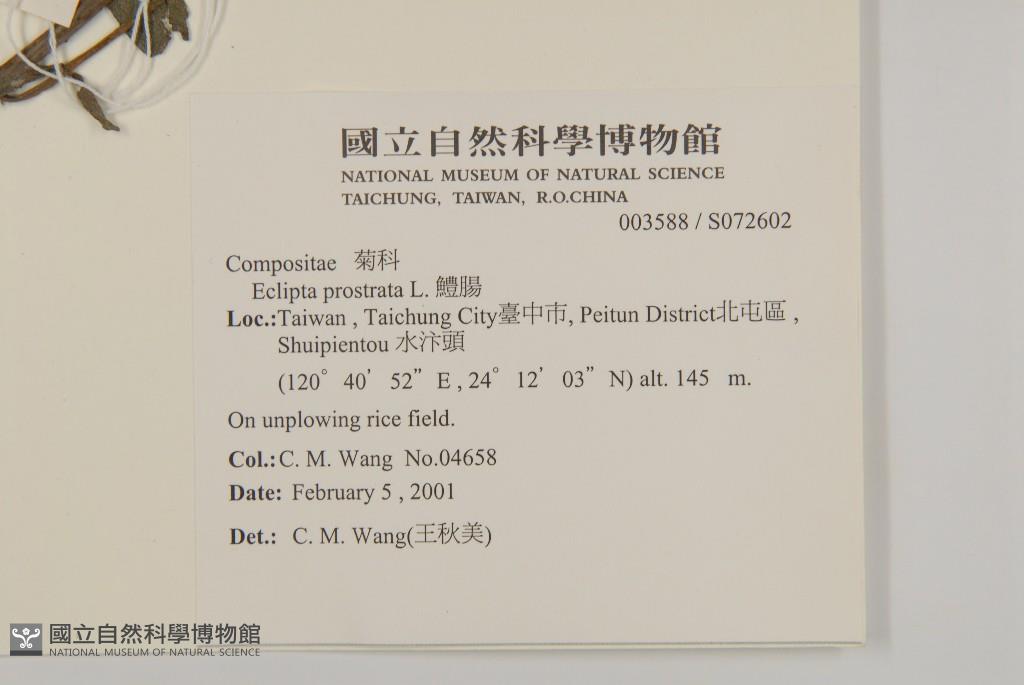 國立自然科學博物館
NATIONAL MUSEUM OF NATURAL SCIENCE
TAICHUNG, TAIWAN, R.O.CHINA
003588 / S072602
Compositae 菊科
Eclipta prostrata L. 鱧腸
Loc.:Taiwan , Taichung City臺中市, Peitun District北屯區 ,
Shuipientou 水汴頭
(120° 40’ 52” E , 24° 12’ 03” N) alt. 145 m.
On unplowing rice field.
Col.: C. M. Wang No.04658
Date: February 5 , 2001
Det.: C. M. Wang(王秋美)
國立自然科學博物館
NATIONAL MUSEUM OF NATURAL SCIENCE